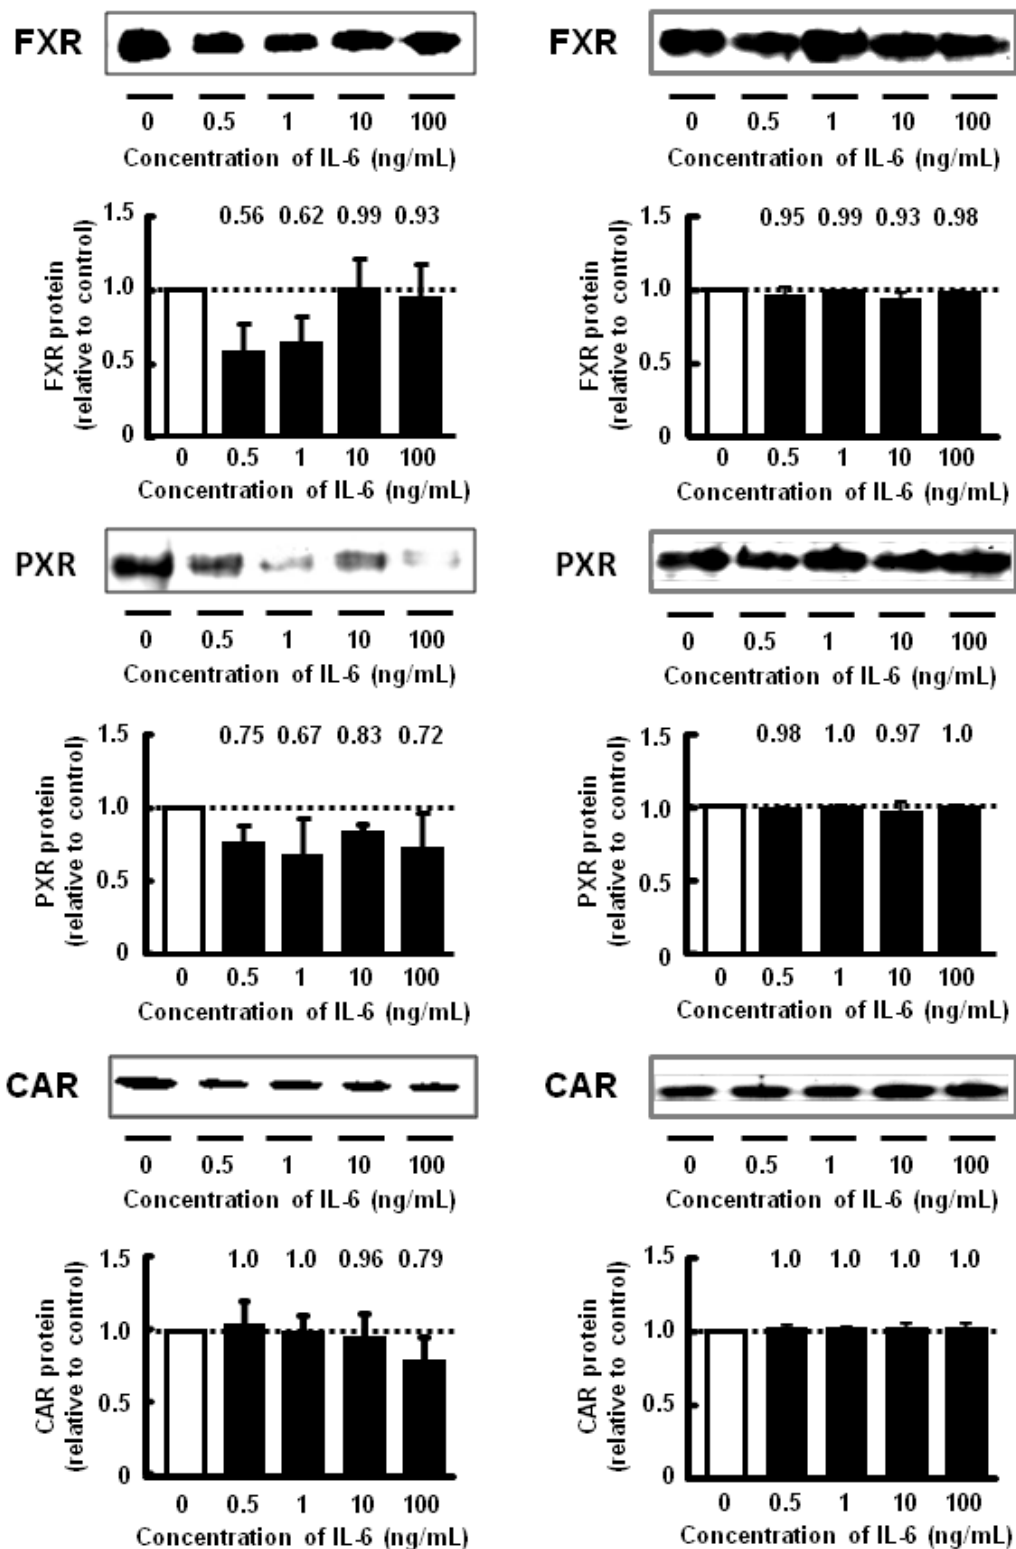 FXR
0 0.5 1 10 100
Concentration of IL-6 (ng/mL)
FXR protein
(relative to control)
1.5
1.0
0.5
0
0.56 0.62 0.99 0.93
0 0.5 1 10 100
Concentration of IL-6 (ng/mL)
FXR
0 0.5 1 10 100
Concentration of IL-6 (ng/mL)
FXR protein
(relative to control)
1.5
1.0
0.5
0
0.95 0.99 0.93 0.98
0 0.5 1 10 100
Concentration of IL-6 (ng/mL)
PXR
0 0.5 1 10 100
Concentration of IL-6 (ng/mL)
PXR protein
(relative to control)
1.5
1.0
0.5
0
0.75 0.67 0.83 0.72
0 0.5 1 10 100
Concentration of IL-6 (ng/mL)
PXR
0 0.5 1 10 100
Concentration of IL-6 (ng/mL)
PXR protein
(relative to control)
1.5
1.0
0.5
0
0.98 1.0 0.97 1.0
0 0.5 1 10 100
Concentration of IL-6 (ng/mL)
CAR
0 0.5 1 10 100
Concentration of IL-6 (ng/mL)
CAR protein
(relative to control)
1.5
1.0
0.5
0
1.0 1.0 0.96 0.79
0 0.5 1 10 100
Concentration of IL-6 (ng/mL)
CAR
0 0.5 1 10 100
Concentration of IL-6 (ng/mL)
CAR protein
(relative to control)
1.5
1.0
0.5
0
1.0 1.0 1.0 1.0
0 0.5 1 10 100
Concentration of IL-6 (ng/mL)